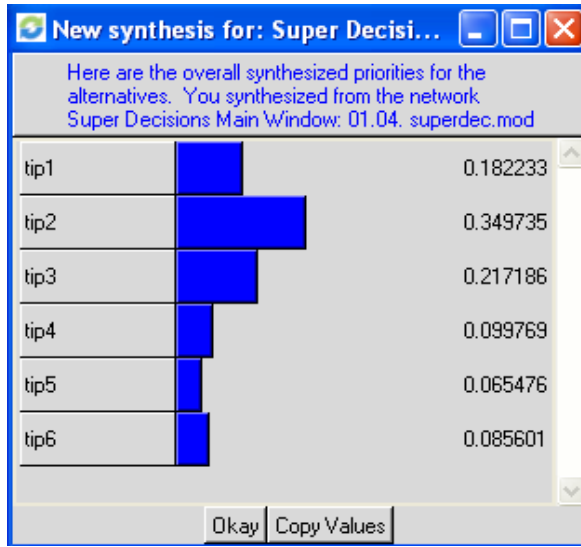 New synthesis for: Super Decisi...
Here are the overall synthesized priorities for the
alternatives. You synthesized from the network
Super Decisions Main Window: 01.04. superdec.mod
tip1 0.182233
tip2 0.349735
tip3 0.217186
tip4 0.099769
tip5 0.065476
tip6 0.085601
Okay Copy Values